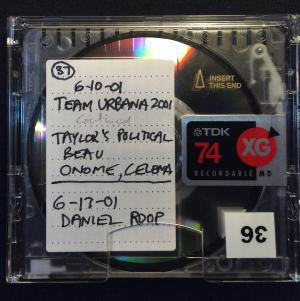 87
6-10-01
TEAM URBANA 2001
Continued
TAYLOR'S POLITICAL
BEAU
ONOME, CELENA
6-17-01
DANIEL ROOP
INSERT
THIS END
TDK
74 XG
RECORDABLE MD
36